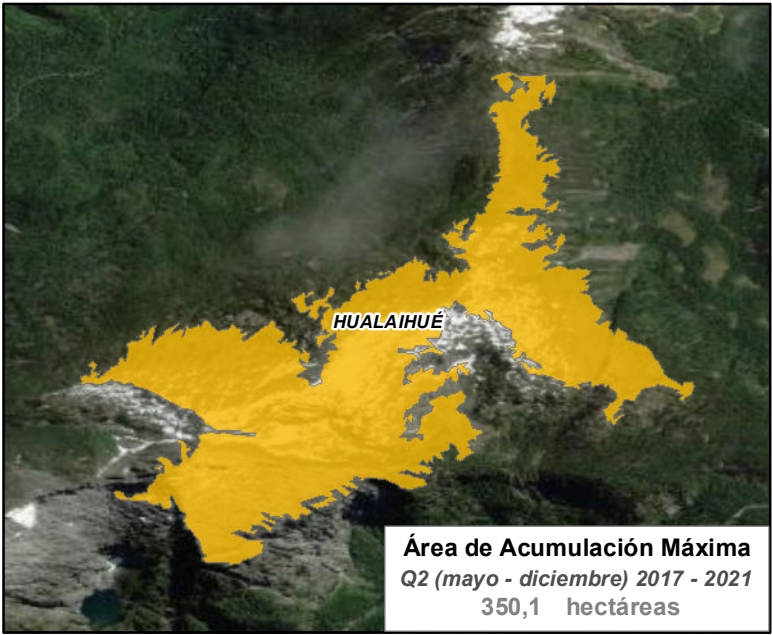 HUALAIHUÉ
Área de Acumulación Máxima
Q2 (mayo - diciembre) 2017 - 2021
350,1 hectáreas